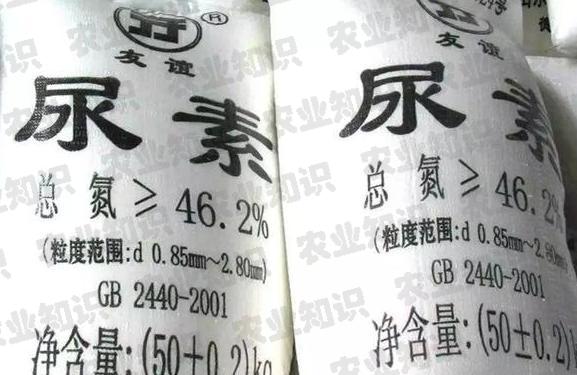 ®
友谊
尿素
总氮≥46.2%
(粒度范围:d 0.85mm~2.80mm)
GB 2440-2001
净含量:(50±0.2)kg
号
友谊
尿素
总氮≥46.2%
(粒度范围:d 0.85mm~2.80mm)
GB 2440-2001
净含量:(50±0.2)
农业知识